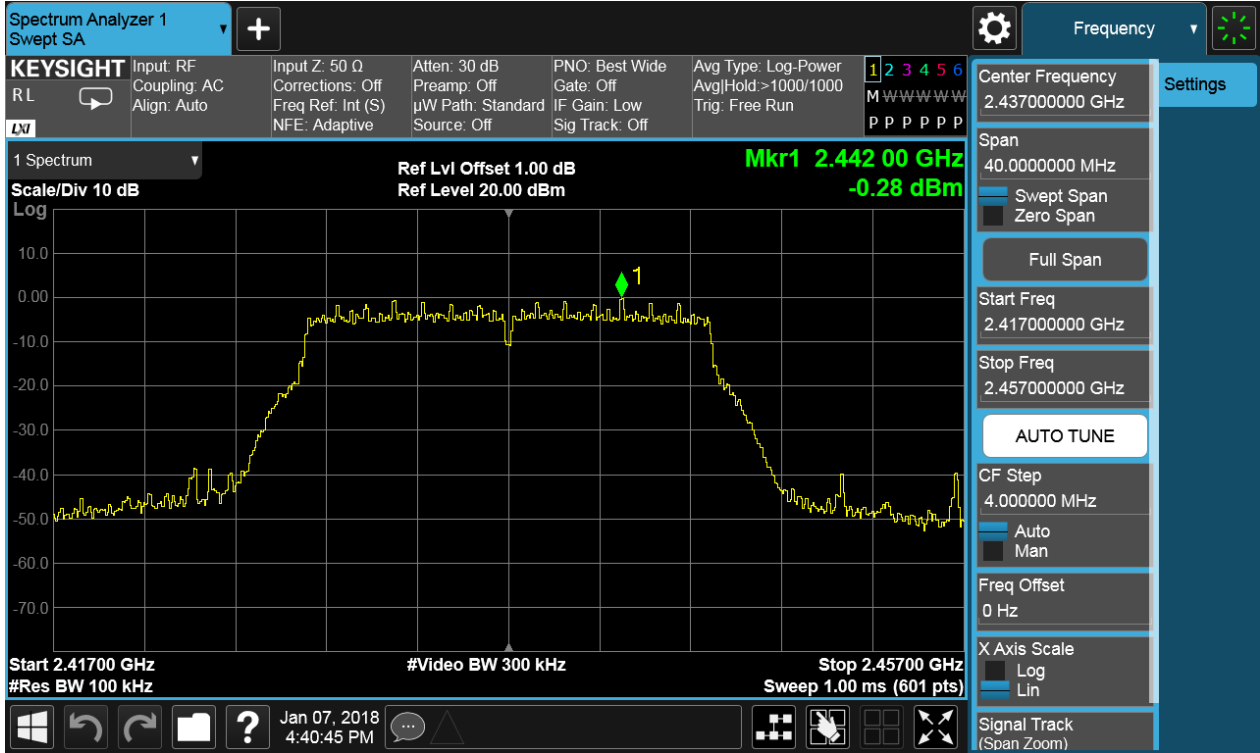 Spectrum Analyzer 1
Swept SA
+
Frequency
KEYSIGHT
RL
LXI
Input: RF
Coupling: AC
Align: Auto
Input Z: 50 Ω
Corrections: Off
Freq Ref: Int (S)
NFE: Adaptive
Atten: 30 dB
Preamp: Off
µW Path: Standard
Source: Off
PNO: Best Wide
Gate: Off
IF Gain: Low
Sig Track: Off
Avg Type: Log-Power
Avg|Hold:>1000/1000
Trig: Free Run
1 2 3 4 5 6
M W W W W W
P P P P P P
1 Spectrum
Scale/Div 10 dB
Log
Ref Lvl Offset 1.00 dB
Ref Level 20.00 dBm
Mkr1 2.442 00 GHz
-0.28 dBm
1
10.0
0.00
-10.0
-20.0
-30.0
-40.0
-50.0
-60.0
-70.0
Start 2.41700 GHz
#Res BW 100 kHz
#Video BW 300 kHz
Stop 2.45700 GHz
Sweep 1.00 ms (601 pts)
Center Frequency
2.437000000 GHz
Span
40.0000000 MHz
Swept Span
Zero Span
Full Span
Start Freq
2.417000000 GHz
Stop Freq
2.457000000 GHz
AUTO TUNE
CF Step
4.000000 MHz
Auto
Man
Freq Offset
0 Hz
X Axis Scale
Log
Lin
Signal Track
(Span Zoom)
Settings
?
Jan 07, 2018
4:40:45 PM